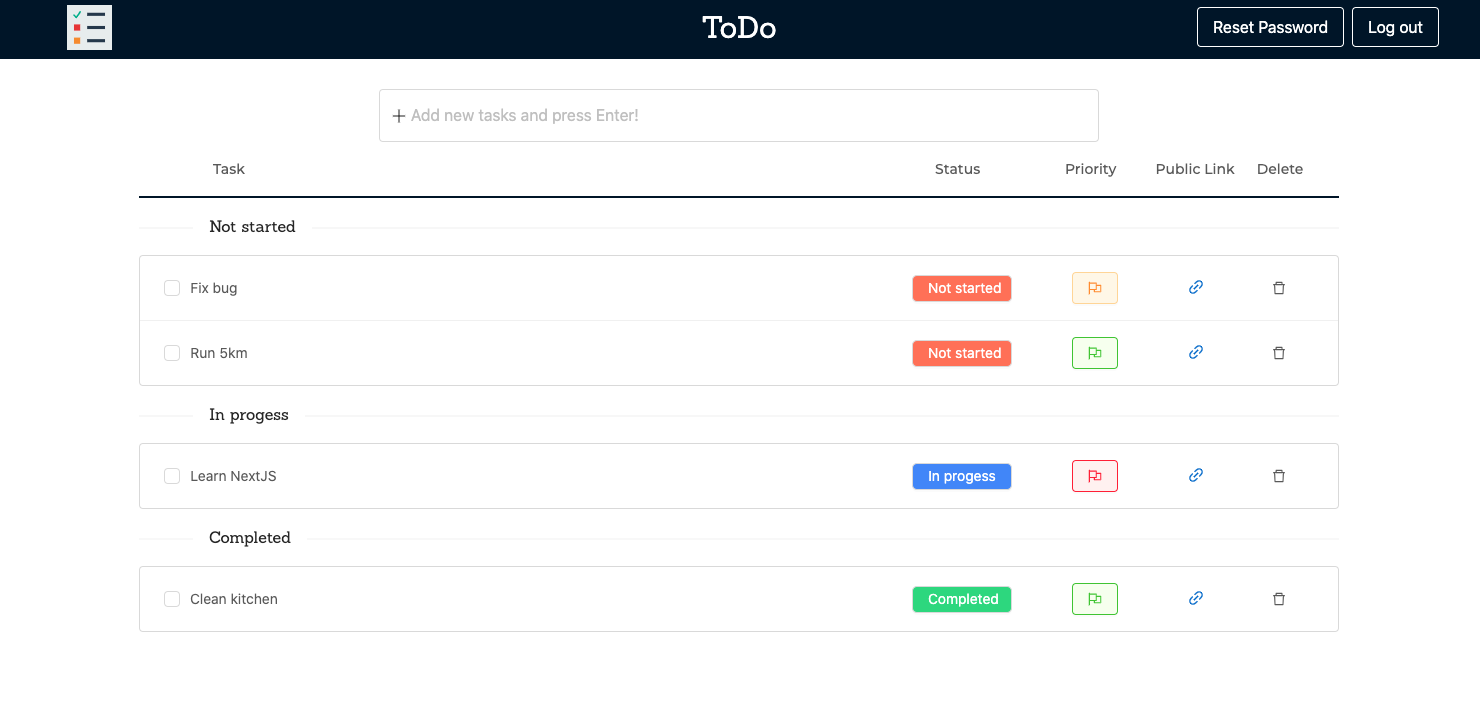 ToDo
Reset Password
Log out
Add new tasks and press Enter!
Task Status Priority Public Link Delete
Not started
Fix bug Not started
Run 5km Not started
In progess
Learn NextJS In progess
Completed
Clean kitchen Completed